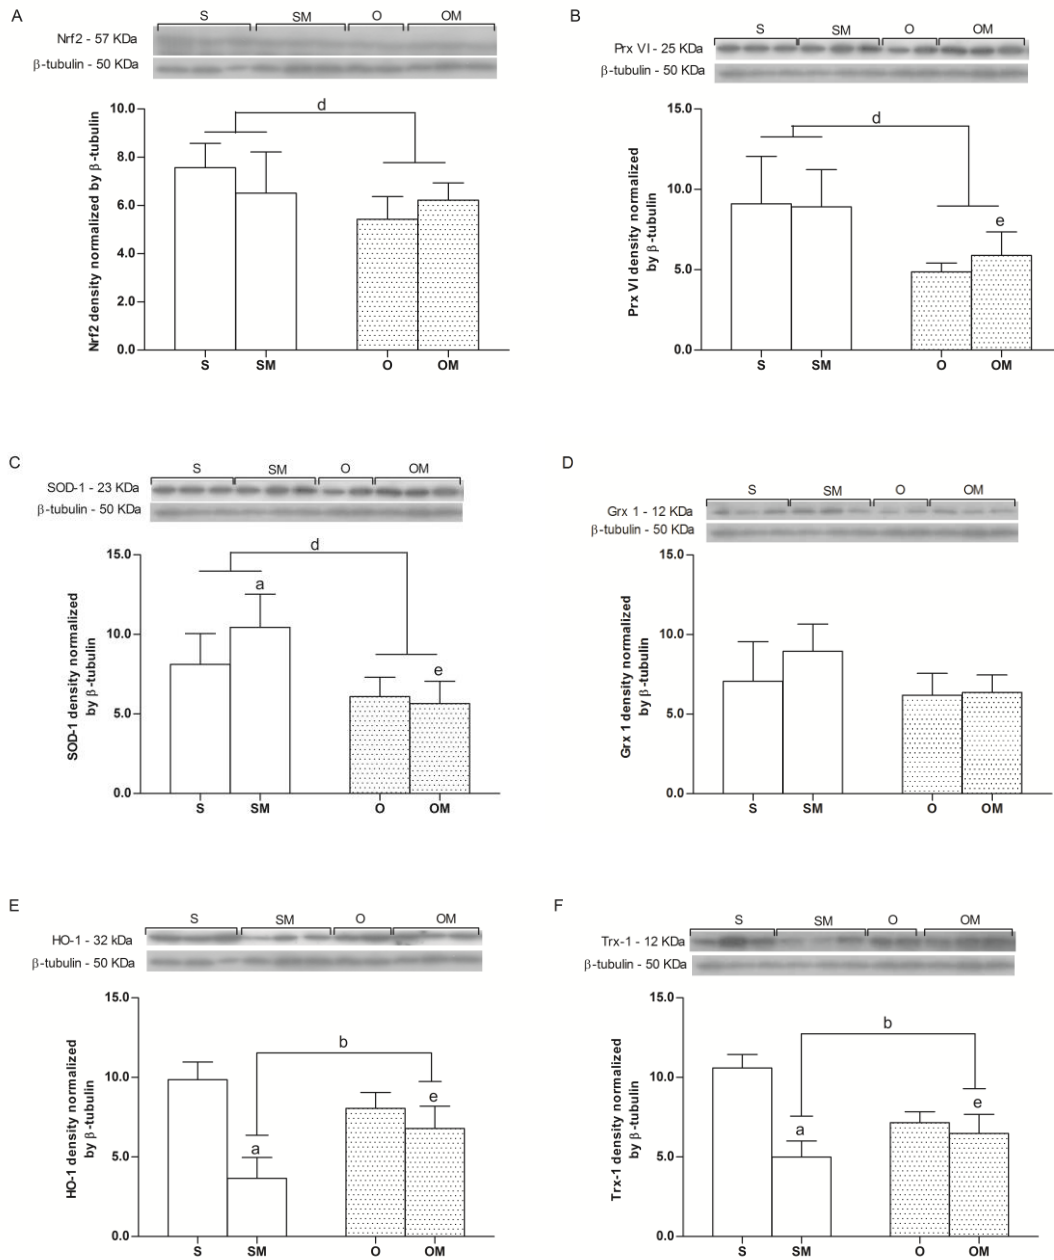 A
S SM O OM
Nrf2 - 57 KDa
β-tubulin - 50 KDa
Nrf2 density normalized by β-tubulin
10.0
8.0
6.0
4.0
2.0
0.0
d
S SM O OM
B
S SM O OM
Prx VI - 25 KDa
β-tubulin - 50 KDa
Prx VI density normalized
by β-tubulin
15.0
10.0
5.0
0.0
d
e
S SM O OM
C
S SM O OM
SOD-1 - 23 KDa
β-tubulin - 50 KDa
SOD-1 density normalized
by β-tubulin
15.0
10.0
5.0
0.0
d
a
e
S SM O OM
D
S SM O OM
Grx 1 - 12 KDa
β-tubulin - 50 KDa
Grx 1 density normalized
by β-tubulin
15.0
10.0
5.0
0.0
S SM O OM
E
S SM O OM
HO-1 - 32 kDa
β-tubulin - 50 KDa
HO-1 density normalized
by β-tubulin
15.0
10.0
5.0
0.0
b
a
e
S SM O OM
F
S SM O OM
Trx-1 - 12 KDa
β-tubulin - 50 KDa
Trx-1 density normalized
by β-tubulin
15.0
10.0
5.0
0.0
b
a
e
S SM O OM